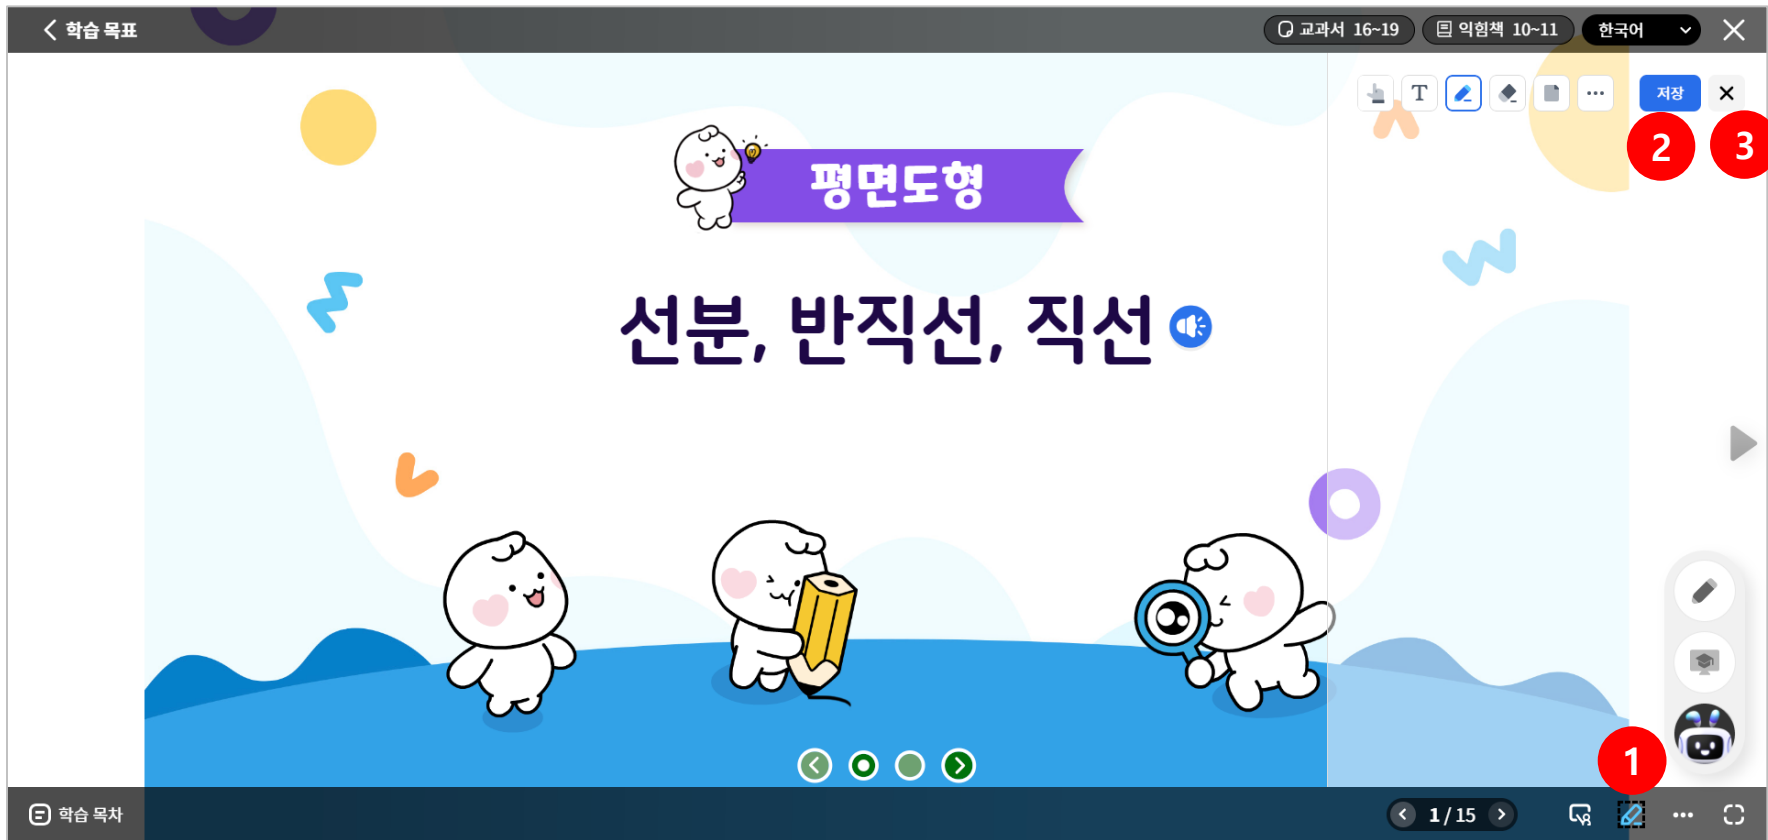 학습 목표
교과서 16~19
익힘책 10~11
한국어
T
저장
2
3
평면도형
선분, 반직선, 직선
1
학습 목차
1 / 15